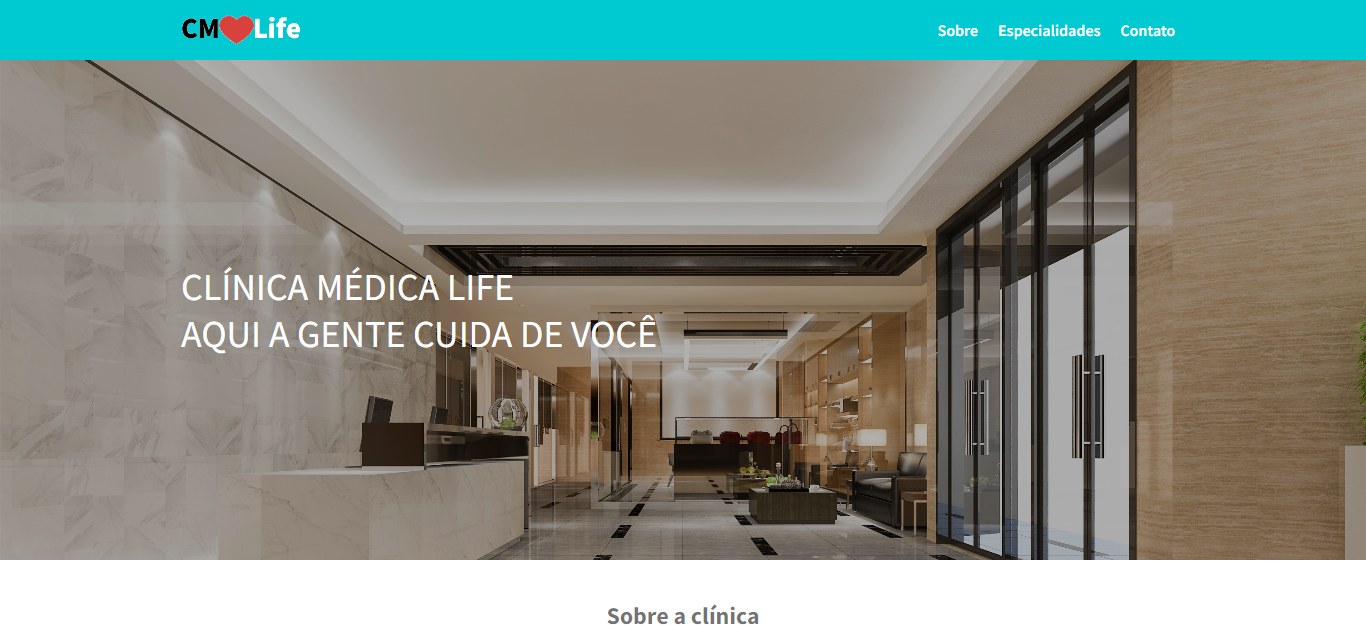 CM Life
Sobre Especialidades Contato
CLÍNICA MÉDICA LIFE
AQUI A GENTE CUIDA DE VOCÊ
Sobre a clínica